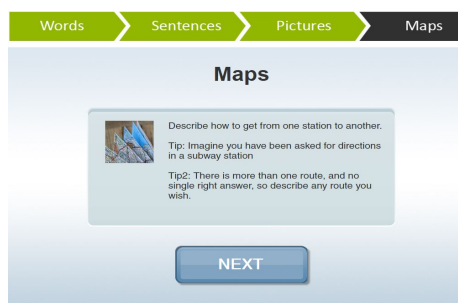 Words Sentences Pictures Maps
Maps
Describe how to get from one station to another.
Tip: Imagine you have been asked for directions
in a subway station
Tip2: There is more than one route, and no
single right answer, so describe any route you
wish.
NEXT